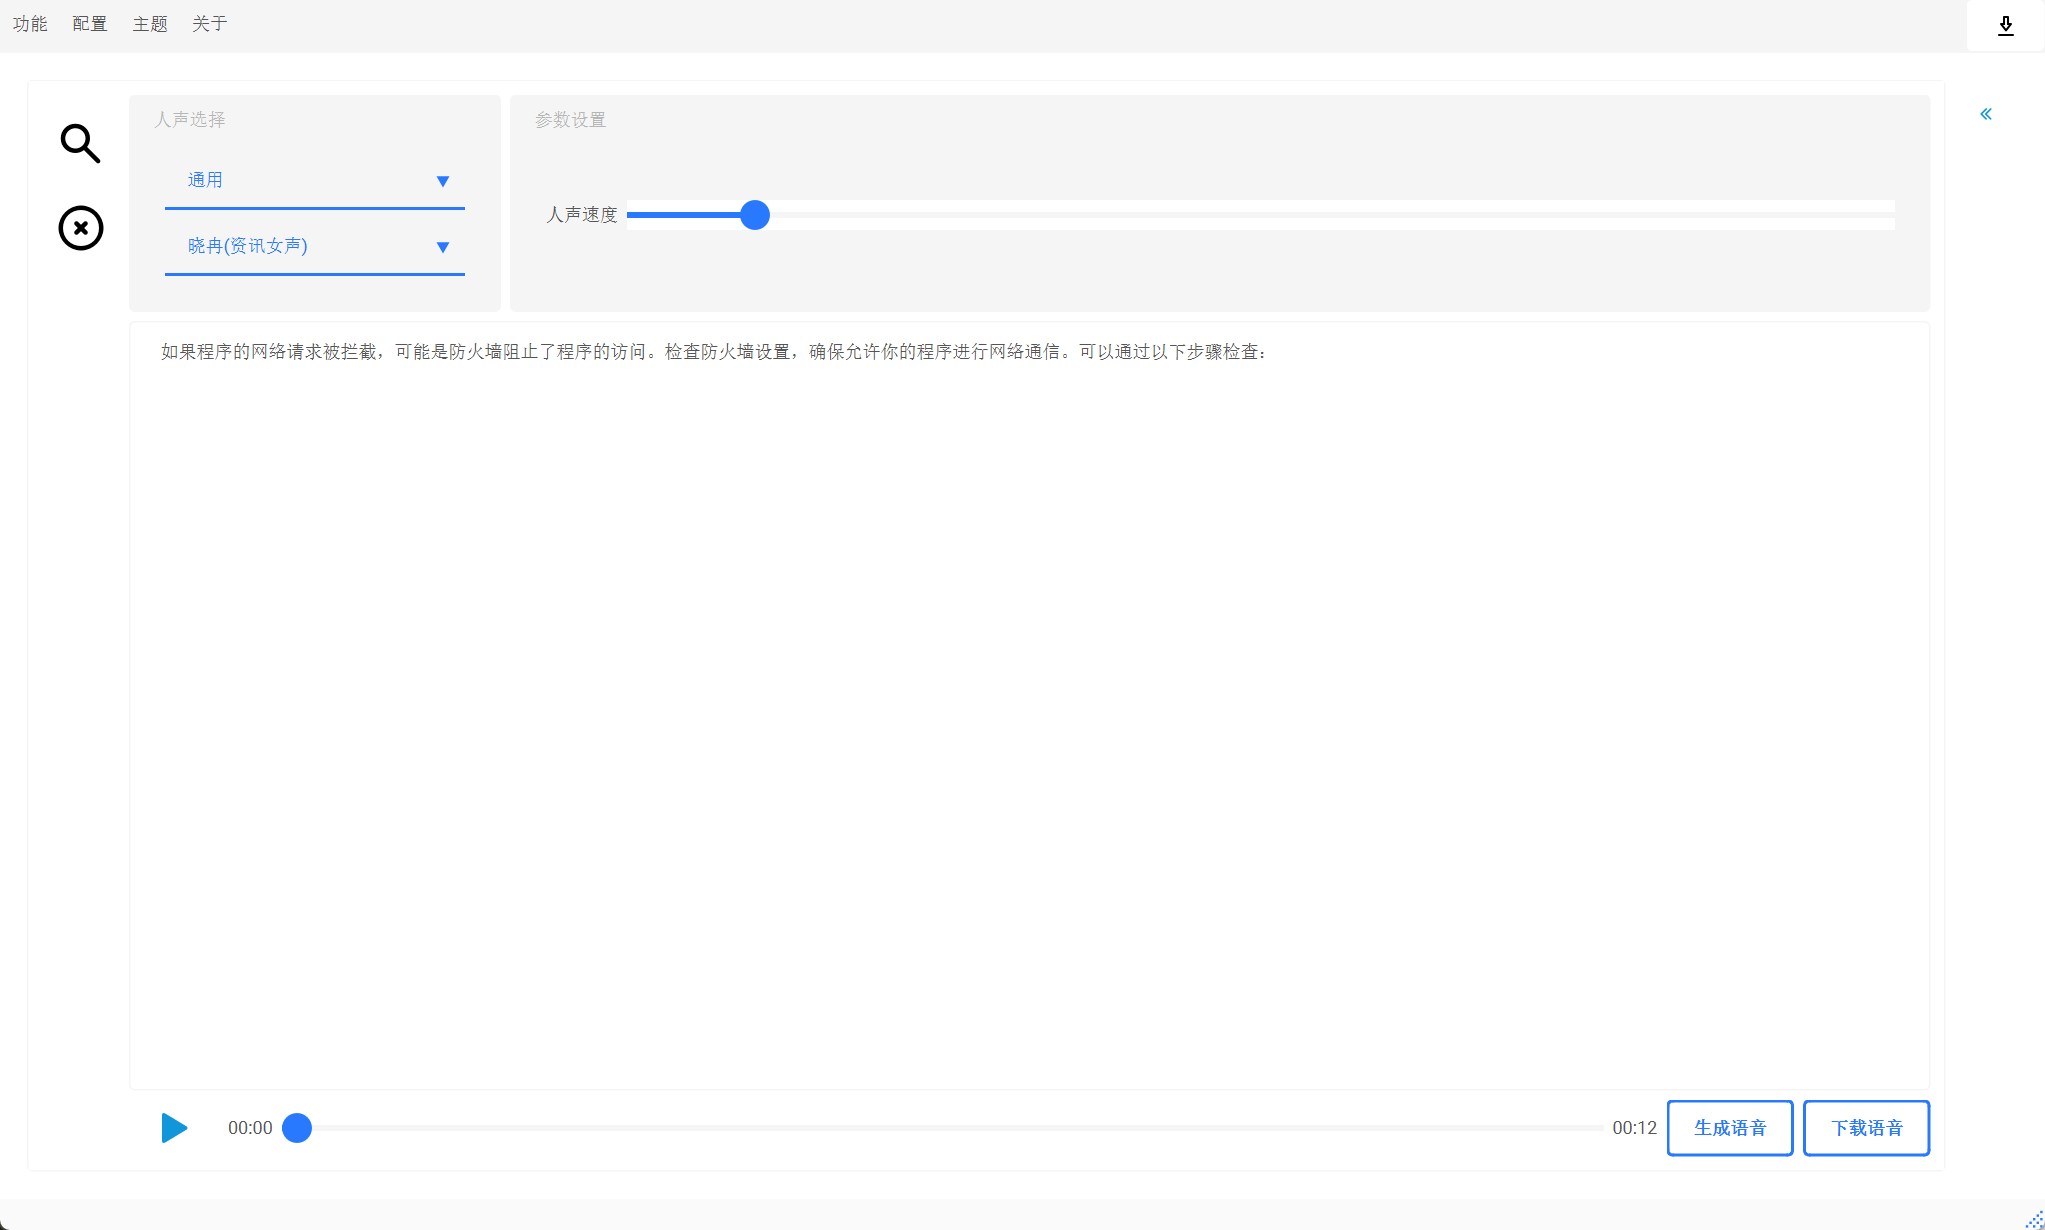 功能 配置 主题 关于
人声选择
通用
晓冉(资讯女声)
参数设置
人声速度
如果程序的网络请求被拦截，可能是防火墙阻止了程序的访问。检查防火墙设置，确保允许你的程序进行网络通信。可以通过以下步骤检查：
00:00
00:12
生成语音
下载语音